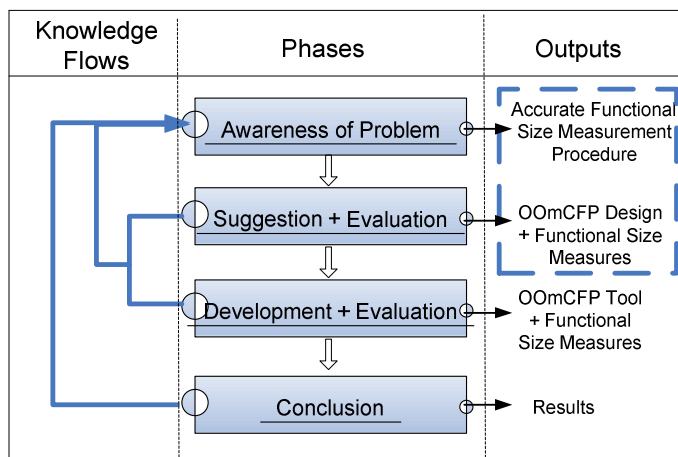 Knowledge
Flows
Phases
Outputs
Awareness of Problem
Accurate Functional
Size Measurement
Procedure
Suggestion + Evaluation
OOmCFP Design
+ Functional Size
Measures
Development + Evaluation
OOmCFP Tool
+ Functional
Size Measures
Conclusion
Results